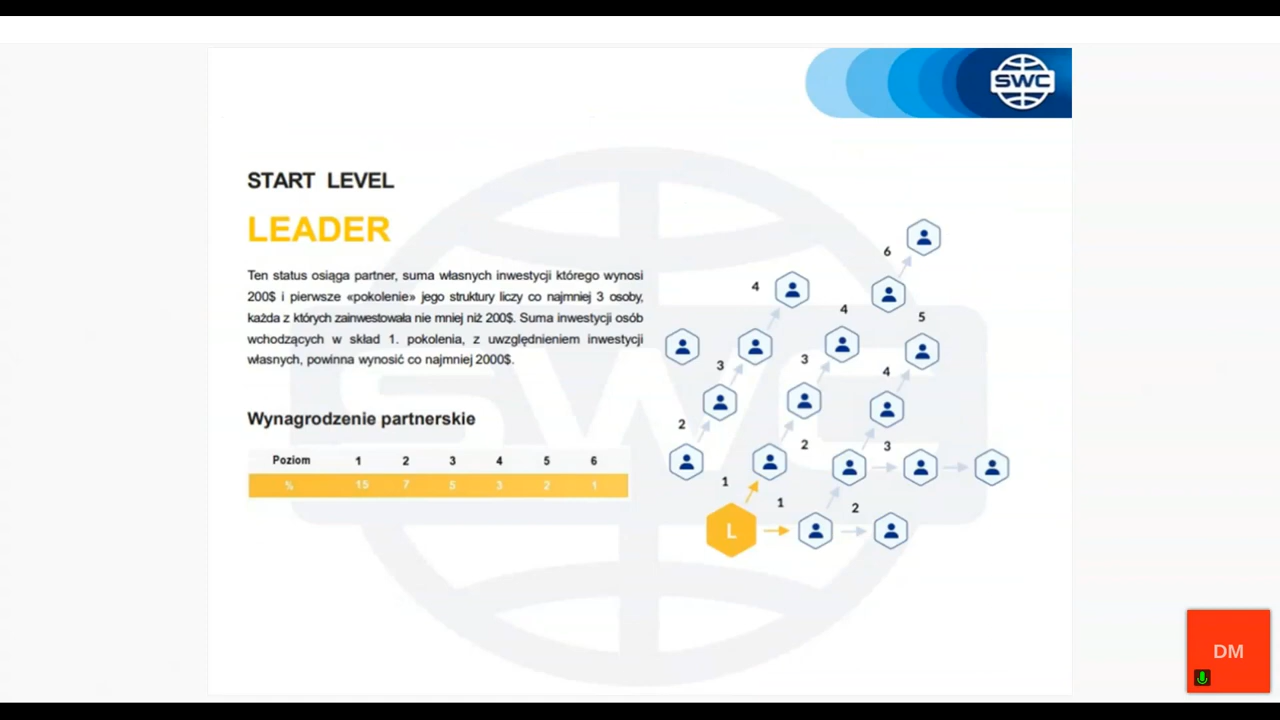 SWC
START LEVEL
LEADER
Ten status osiąga partner, suma własnych inwestycji którego wynosi
200$ i pierwsze «pokolenie» jego struktury liczy co najmniej 3 osoby,
każda z których zainwestowała nie mniej niż 200$. Suma inwestycji osób
wchodzących w skład 1. pokolenia, z uwzględnieniem inwestycji
własnych, powinna wynosić co najmniej 2000$.
Wynagrodzenie partnerskie
Poziom 1 2 3 4 5 6
% 15 7 5 3 2 1
6
4
4
5
3
3
4
2
2
3
1
1
2
L
SWC
DM